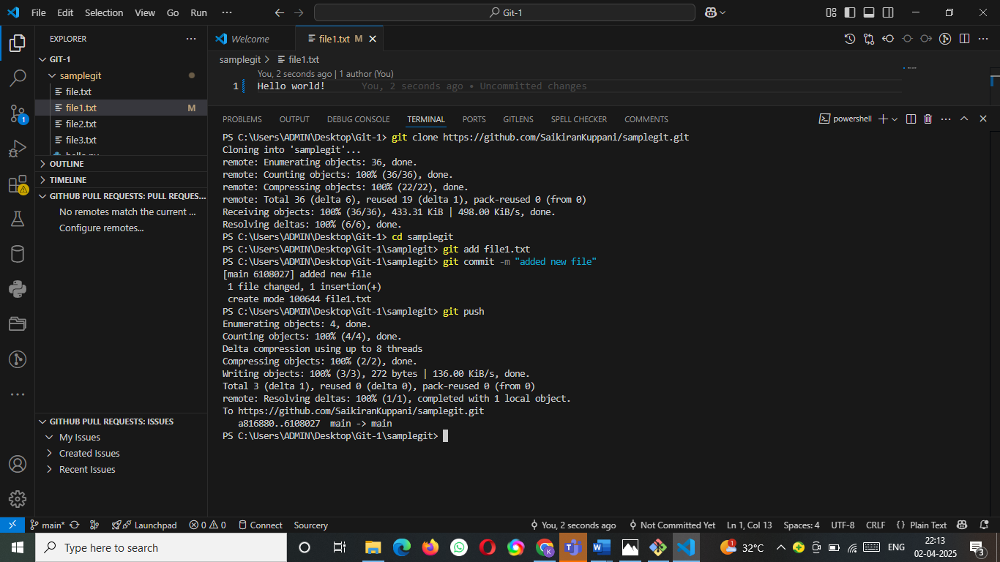 File Edit Selection View Go Run ···
Git-1
EXPLORER
GIT-1
samplegit
file.txt
file1.txt M
file2.txt
file3.txt
OUTLINE
TIMELINE
GITHUB PULL REQUESTS: PULL REQUES...
No remotes match the current ...
Configure remotes...
GITHUB PULL REQUESTS: ISSUES
My Issues
Created Issues
Recent Issues
1
Welcome
file1.txt M
samplegit > file1.txt
You, 2 seconds ago | 1 author (You)
1 Hello world! You, 2 seconds ago • Uncommitted changes
PROBLEMS OUTPUT DEBUG CONSOLE TERMINAL PORTS GITLENS SPELL CHECKER COMMENTS
powershell
PS C:\Users\ADMIN\Desktop\Git-1> git clone https://github.com/SaikiranKuppani/samplegit.git
Cloning into 'samplegit'...
remote: Enumerating objects: 36, done.
remote: Counting objects: 100% (36/36), done.
remote: Compressing objects: 100% (22/22), done.
remote: Total 36 (delta 6), reused 19 (delta 1), pack-reused 0 (from 0)
Receiving objects: 100% (36/36), 433.31 KiB | 498.00 KiB/s, done.
Resolving deltas: 100% (6/6), done.
PS C:\Users\ADMIN\Desktop\Git-1> cd samplegit
PS C:\Users\ADMIN\Desktop\Git-1\samplegit> git add file1.txt
PS C:\Users\ADMIN\Desktop\Git-1\samplegit> git commit -m "added new file"
[main 6108027] added new file
1 file changed, 1 insertion(+)
create mode 100644 file1.txt
PS C:\Users\ADMIN\Desktop\Git-1\samplegit> git push
Enumerating objects: 4, done.
Counting objects: 100% (4/4), done.
Delta compression using up to 8 threads
Compressing objects: 100% (2/2), done.
Writing objects: 100% (3/3), 272 bytes | 136.00 KiB/s, done.
Total 3 (delta 1), reused 0 (delta 0), pack-reused 0 (from 0)
remote: Resolving deltas: 100% (1/1), completed with 1 local object.
To https://github.com/SaikiranKuppani/samplegit.git
a816880..6108027 main -> main
PS C:\Users\ADMIN\Desktop\Git-1\samplegit>
main* Launchpad 0 0 Connect Sourcery You, 2 seconds ago Not Committed Yet Ln 1, Col 13 Spaces: 4 UTF-8 CRLF {} Plain Text
Type here to search
1 32°C ENG
22:13
02-04-2025
3